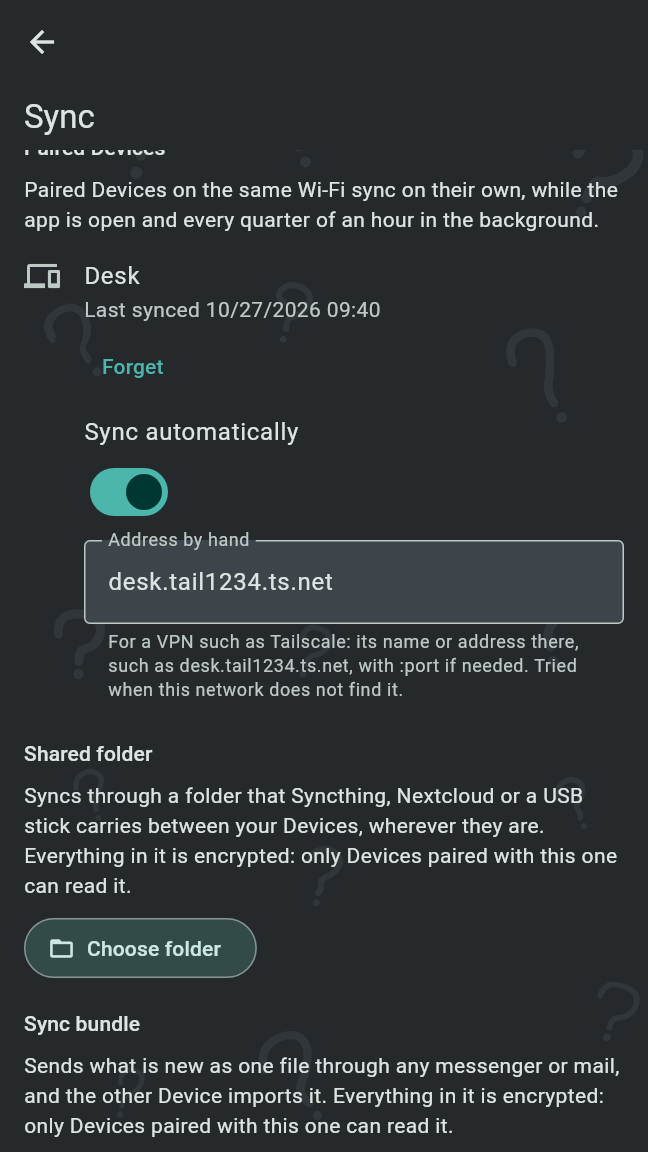 Sync
Paired Devices
Paired Devices on the same Wi-Fi sync on their own, while the
app is open and every quarter of an hour in the background.
Desk
Last synced 10/27/2026 09:40
Forget
Sync automatically
Address by hand
desk.tail1234.ts.net
For a VPN such as Tailscale: its name or address there,
such as desk.tail1234.ts.net, with :port if needed. Tried
when this network does not find it.
Shared folder
Syncs through a folder that Syncthing, Nextcloud or a USB
stick carries between your Devices, wherever they are.
Everything in it is encrypted: only Devices paired with this one
can read it.
Choose folder
Sync bundle
Sends what is new as one file through any messenger or mail,
and the other Device imports it. Everything in it is encrypted:
only Devices paired with this one can read it.